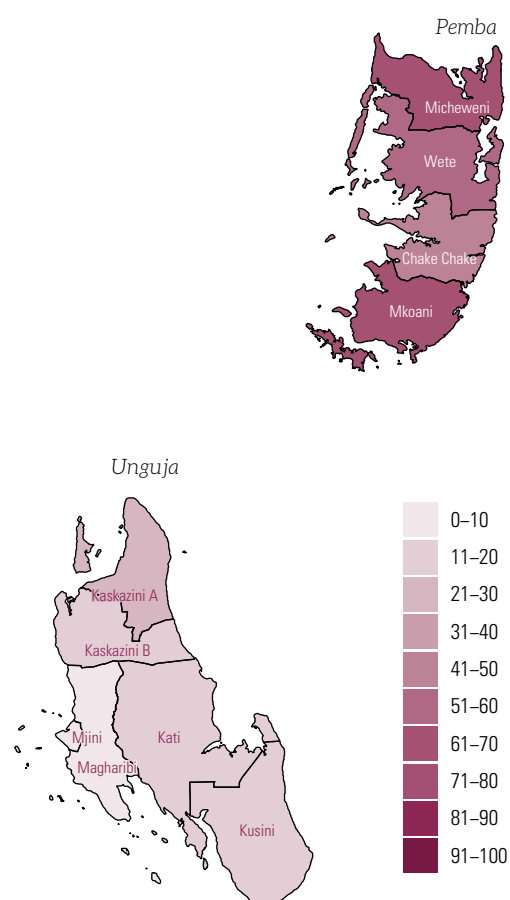 Pemba
Micheweni
Wete
Chake Chake
Mkoani
Unguja
Kaskazini A
Kaskazini B
Mjini
Magharibi
Kati
Kusini
0–10
11–20
21–30
31–40
41–50
51–60
61–70
71–80
81–90
91–100